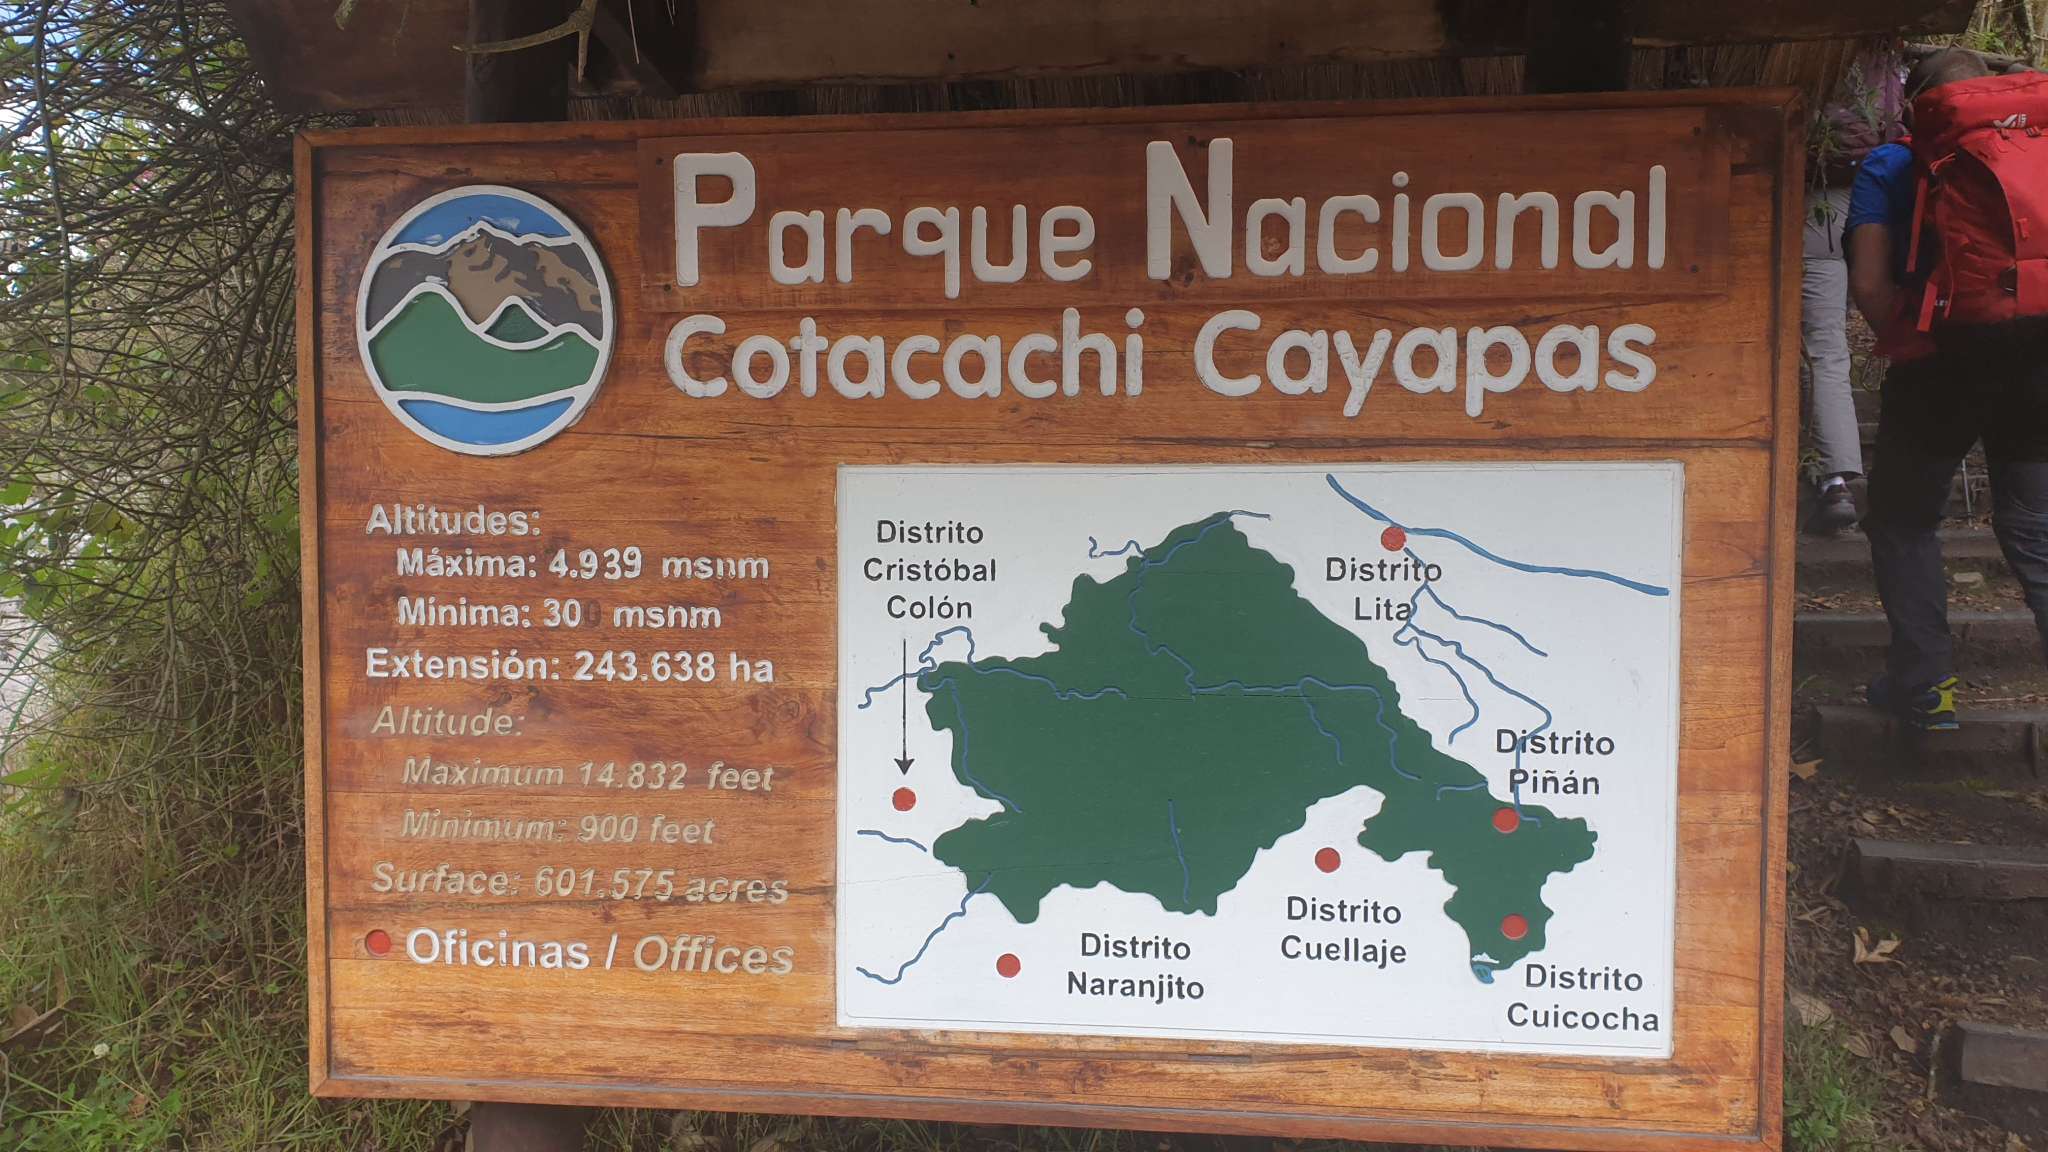 Parque Nacional
Cotacachi Cayapas
Altitudes:
Máxima: 4.939 msnm
Mínima: 300 msnm
Extensión: 243.638 ha
Altitude:
Maximum 14.832 feet
Minimum: 900 feet
Surface: 601.575 acres
Oficinas / Offices
Distrito
Cristóbal
Colón
Distrito
Lita
Distrito
Piñán
Distrito
Cuellaje
Distrito
Naranjito
Distrito
Cuicocha